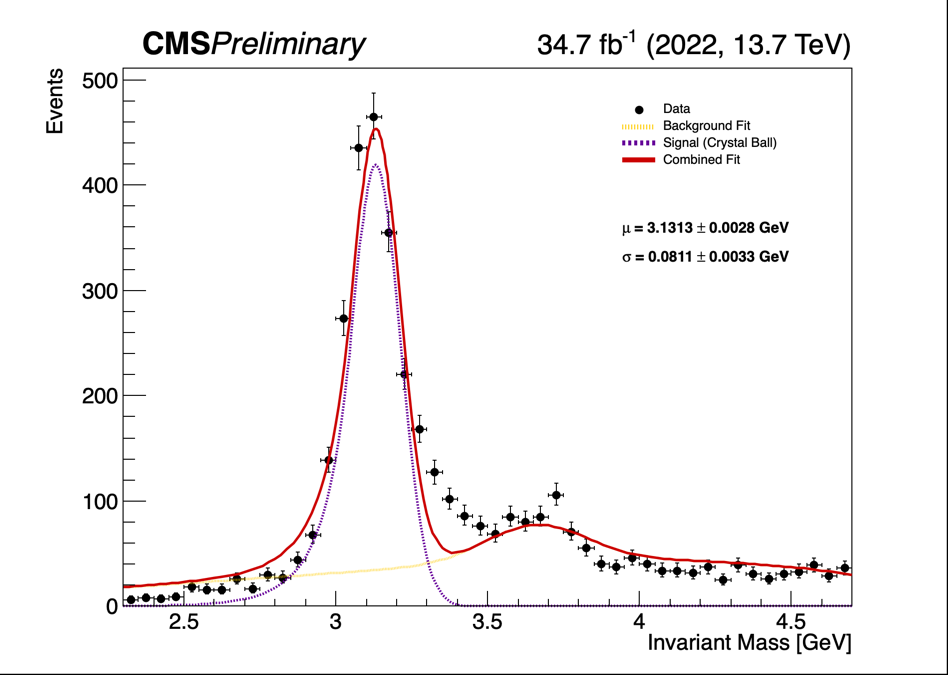 CMSPreliminary 34.7 fb⁻¹ (2022, 13.7 TeV)
Events
500
400
300
200
100
0
Data
Background Fit
Signal (Crystal Ball)
Combined Fit
μ = 3.1313 ± 0.0028 GeV
σ = 0.0811 ± 0.0033 GeV
2.5 3 3.5 4 4.5
Invariant Mass [GeV]